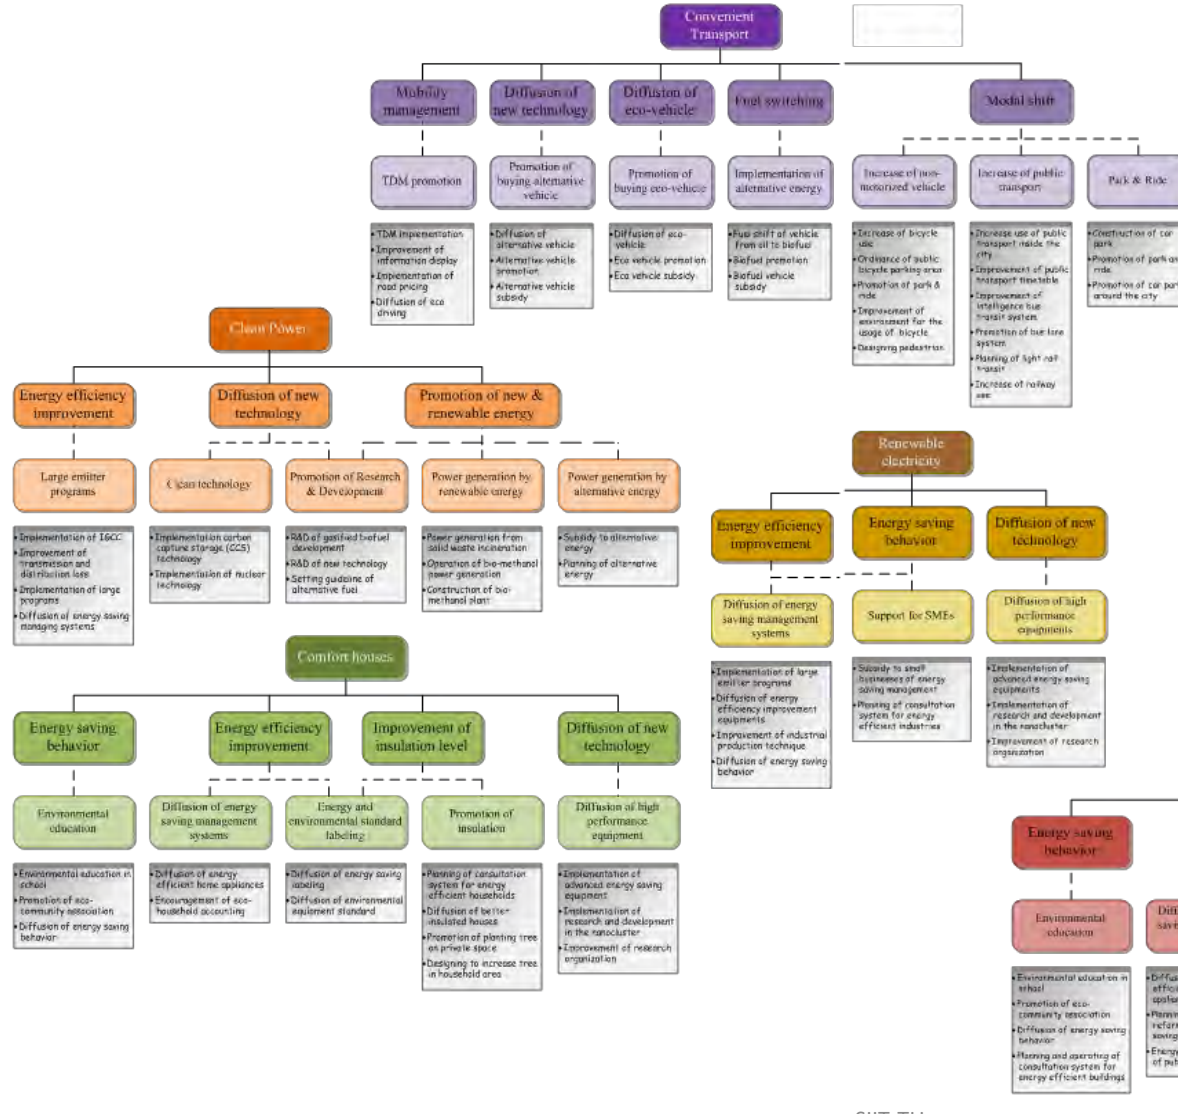 Convenient
Transport
Mobility
management
Diffusion of
new technology
Diffusion of
eco-vehicle
Fuel switching
Modal shift
TDM promotion
Promotion of
buying alternative
vehicle
Promotion of
buying eco-vehicle
Implementation of
alternative energy
Increase of non-
motorized vehicle
Increase of public
transport
Park & Ride
•TDM implementation
•Improvement of
information display
•Implementation of
road pricing
•Diffusion of eco
driving
•Diffusion of
alternative vehicle
•Alternative vehicle
promotion
•Alternative vehicle
subsidy
•Diffusion of eco-
vehicle
•Eco vehicle promotion
•Eco vehicle subsidy
•Fuel shift of vehicle
from oil to biofuel
•Biofuel promotion
•Biofuel vehicle
subsidy
•Increase of bicycle
use
•Ordinance of public
bicycle parking area
•Promotion of park &
ride
•Improvement of
environment for the
usage of bicycle
•Designing pedestrian
•Increase use of public
transport inside the
city
•Improvement of public
transport timetable
•Improvement of
intelligence bus
transit system
•Promotion of bus lane
system
•Planning of light rail
transit
•Increase of railway
use
•Construction of car
park
•Promotion of park an
ride
•Promotion of car par
around the city
Clean Power
Energy efficiency
improvement
Diffusion of new
technology
Promotion of new &
renewable energy
Large emitter
programs
Clean technology
Promotion of Research
& Development
Power generation by
renewable energy
Power generation by
alternative energy
•Implementation of IGCC
•Improvement of
transmission and
distribution loss
•Implementation of large
programs
•Diffusion of energy saving
managing systems
•Implementation carbon
capture storage (CCS)
technology
•Implementation of nuclear
technology
•R&D of gasified biofuel
development
•R&D of new technology
•Setting guideline of
alternative fuel
•Power generation from
solid waste incineration
•Operation of bio-methanol
power generation
•Construction of bio-
methanol plant
•Subsidy to alternative
energy
•Planning of alternative
energy
Renewable
electricity
Energy efficiency
improvement
Energy saving
behavior
Diffusion of new
technology
Diffusion of energy
saving management
systems
Support for SMEs
Diffusion of high
performance
equipments
•Implementation of large
emitter programs
•Diffusion of energy
efficiency improvement
equipments
•Improvement of industrial
production technique
•Diffusion of energy saving
behavior
•Subsidy to small
businesses of energy
saving management
•Planning of consultation
system for energy
efficient industries
•Implementation of
advanced energy saving
equipments
•Implementation of
research and development
in the nanocluster
•Improvement of research
organization
Comfort houses
Energy saving
behavior
Energy efficiency
improvement
Improvement of
insulation level
Diffusion of new
technology
Environmental
education
Diffusion of energy
saving management
systems
Energy and
environmental standard
labeling
Promotion of
insulation
Diffusion of high
performance
equipment
•Environmental education in
school
•Promotion of eco-
community association
•Diffusion of energy saving
behavior
•Diffusion of energy
efficient home appliances
•Encouragement of eco-
household accounting
•Diffusion of energy saving
labeling
•Diffusion of environmental
equipment standard
•Planning of consultation
system for energy
efficient households
•Diffusion of better
insulated houses
•Promotion of planting tree
on private space
•Designing to increase tree
in household area
•Implementation of
advanced energy saving
equipment
•Implementation of
research and development
in the nanocluster
•Improvement of research
organization
Energy saving
behavior
Environmental
education
•Environmental education in
school
•Promotion of eco-
community association
•Diffusion of energy saving
behavior
•Planning and operating of
consultation system for
energy efficient buildings